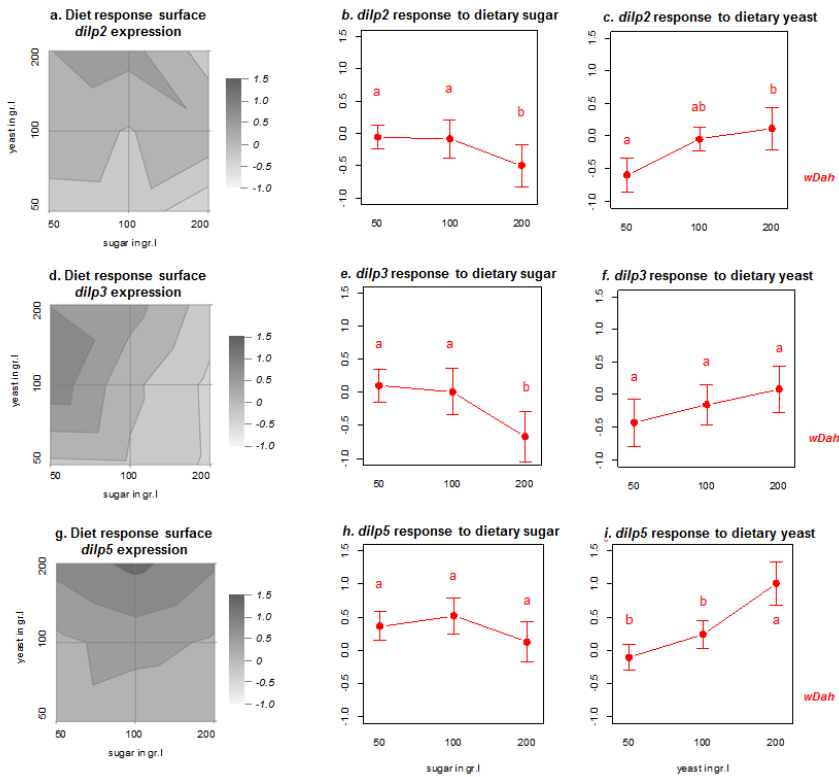 a. Diet response surface
dilp2 expression
200
100
50
yeast in gr.l
50 100 200
sugar in gr.l
1.5
1.0
0.5
0
-0.5
-1.0
b. dilp2 response to dietary sugar
1.5
1.0
0.5
0.0
-0.5
-1.0
a a b
50 100 200
c. dilp2 response to dietary yeast
1.5
1.0
0.5
0.0
-0.5
-1.0
a ab b
50 100 200
wDah
d. Diet response surface
dilp3 expression
200
100
50
yeast in gr.l
50 100 200
sugar in gr.l
1.5
1.0
0.5
0
-0.5
-1.0
e. dilp3 response to dietary sugar
1.5
1.0
0.5
0.0
-0.5
-1.0
a a b
50 100 200
f. dilp3 response to dietary yeast
1.5
1.0
0.5
0.0
-0.5
-1.0
a a a
50 100 200
wDah
g. Diet response surface
dilp5 expression
200
100
50
yeast in gr.l
50 100 200
sugar in gr.l
1.5
1.0
0.5
0
-0.5
-1.0
h. dilp5 response to dietary sugar
1.5
1.0
0.5
0.0
-0.5
-1.0
a a a
50 100 200
sugar in gr.l
i. dilp5 response to dietary yeast
1.5
1.0
0.5
0.0
-0.5
-1.0
b b a
50 100 200
yeast in gr.l
wDah